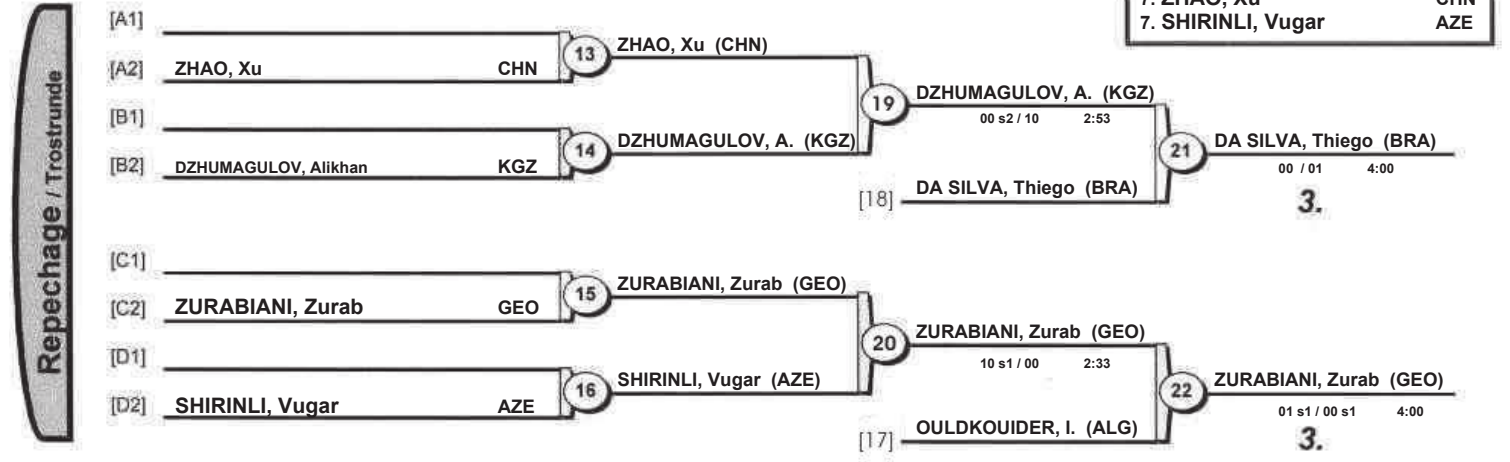 7. ZHAO, Xu CHN
7. SHIRINLI, Vugar AZE
Repechage / Trostrunde
[A1]
[A2] ZHAO, Xu CHN
13 ZHAO, Xu (CHN)
[B1]
[B2] DZHUMAGULOV, Alikhan KGZ
14 DZHUMAGULOV, A. (KGZ)
19 DZHUMAGULOV, A. (KGZ)
00 s2 / 10 2:53
[18] DA SILVA, Thiego (BRA)
21 DA SILVA, Thiego (BRA)
00 / 01 4:00
3.
[C1]
[C2] ZURABIANI, Zurab GEO
15 ZURABIANI, Zurab (GEO)
[D1]
[D2] SHIRINLI, Vugar AZE
16 SHIRINLI, Vugar (AZE)
20 ZURABIANI, Zurab (GEO)
10 s1 / 00 2:33
[17] OULDKOUIDER, I. (ALG)
22 ZURABIANI, Zurab (GEO)
01 s1 / 00 s1 4:00
3.